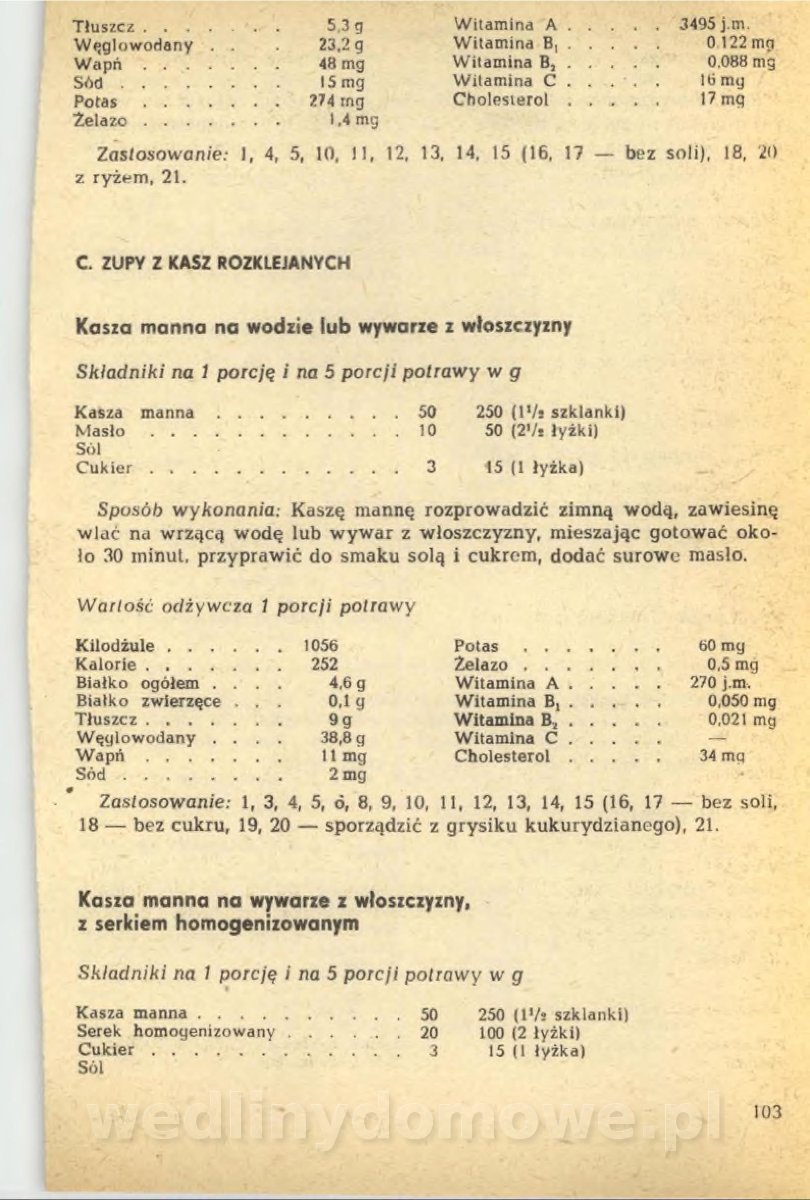 Tłuszcz . . . . . . . 5,3 g Witamina A . . . . . 3495 j.m.
Węglowodany . . . . 23,2 g Witamina B₁ . . . . . 0.122 mg
Wapń . . . . . . . 48 mg Witamina B₂ . . . . . 0,088 mg
Sód . . . . . . . . 15 mg Witamina C . . . . . 16 mg
Potas . . . . . . . 274 mg Cholesterol . . . . . 17 mg
Żelazo . . . . . . . 1,4 mg
Zastosowanie: 1, 4, 5, 10, 11, 12, 13, 14, 15 (16, 17 — bez soli), 18, 20
z ryżem, 21.
C. ZUPY Z KASZ ROZKLEJANYCH
Kasza manna na wodzie lub wywarze z włoszczyzny
Składniki na 1 porcję i na 5 porcji potrawy w g
Kasza manna . . . . . . . . . 50 250 (1¹/₂ szklanki)
Masło . . . . . . . . . . . . 10 50 (2¹/₂ łyżki)
Sól
Cukier . . . . . . . . . . . . 3 15 (1 łyżka)
Sposób wykonania: Kaszę mannę rozprowadzić zimną wodą, zawiesinę
wlać na wrzącą wodę lub wywar z włoszczyzny, mieszając gotować oko-
ło 30 minut, przyprawić do smaku solą i cukrem, dodać surowe masło.
Wartość odżywcza 1 porcji potrawy
Kilodżule . . . . . . 1056 Potas . . . . . . . 60 mg
Kalorie . . . . . . . 252 Żelazo . . . . . . . 0,5 mg
Białko ogółem . . . . 4,6 g Witamina A . . . . . 270 j.m.
Białko zwierzęce . . . 0,1 g Witamina B₁ . . . . . 0,050 mg
Tłuszcz . . . . . . . 9 g Witamina B₂ . . . . . 0,021 mg
Węglowodany . . . . 38,8 g Witamina C . . . . . —
Wapń . . . . . . . 11 mg Cholesterol . . . . . 34 mg
Sód . . . . . . . . 2 mg
Zastosowanie: 1, 3, 4, 5, 6, 8, 9, 10, 11, 12, 13, 14, 15 (16, 17 — bez soli,
18 — bez cukru, 19, 20 — sporządzić z grysiku kukurydzianego), 21.
Kasza manna na wywarze z włoszczyzny,
z serkiem homogenizowanym
Składniki na 1 porcję i na 5 porcji potrawy w g
Kasza manna . . . . . . . . . . 50 250 (1¹/₂ szklanki)
Serek homogenizowany . . . . . . 20 100 (2 łyżki)
Cukier . . . . . . . . . . . . 3 15 (1 łyżka)
Sól
103
wedlinydomowe.pl